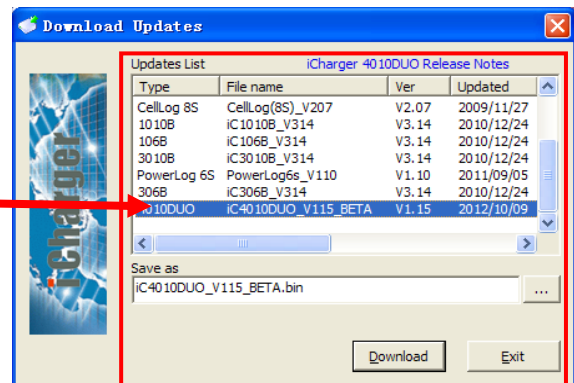 Download Updates
Updates List iCharger 4010DUO Release Notes
Type File name Ver Updated
CellLog 8S CellLog(8S)_V207 V2.07 2009/11/27
1010B iC1010B_V314 V3.14 2010/12/24
106B iC106B_V314 V3.14 2010/12/24
3010B iC3010B_V314 V3.14 2010/12/24
PowerLog 6S PowerLog6s_V110 V1.10 2011/09/05
306B iC306B_V314 V3.14 2010/12/24
4010DUO iC4010DUO_V115_BETA V1.15 2012/10/09
iCharger
Save as
iC4010DUO_V115_BETA.bin ...
Download Exit